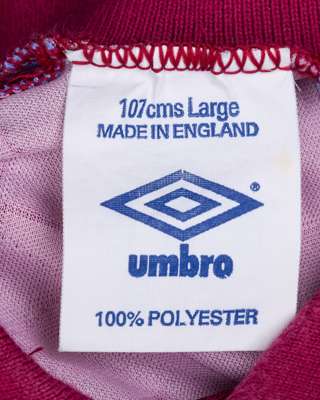 107cms Large
MADE IN ENGLAND
®
umbro
100% POLYESTER